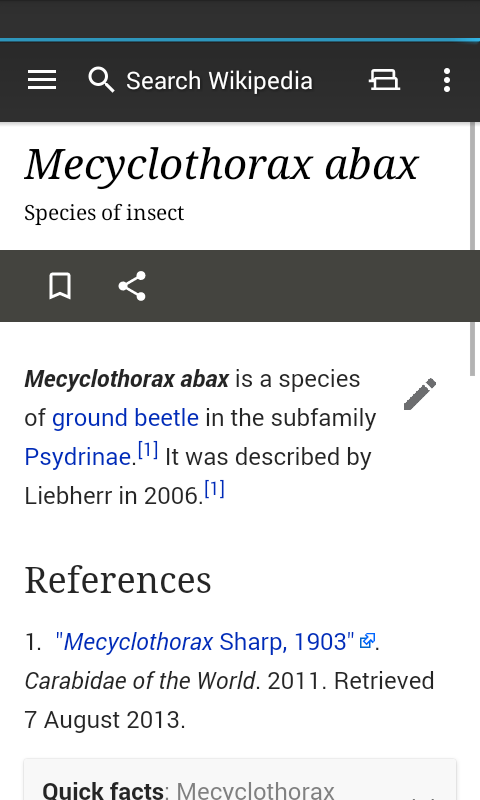 Search Wikipedia
Mecyclothorax abax
Species of insect
Mecyclothorax abax is a species
of ground beetle in the subfamily
Psydrinae.[1] It was described by
Liebherr in 2006.[1]
References
1. "Mecyclothorax Sharp, 1903".
Carabidae of the World. 2011. Retrieved
7 August 2013.
Quick facts: Mecyclothorax